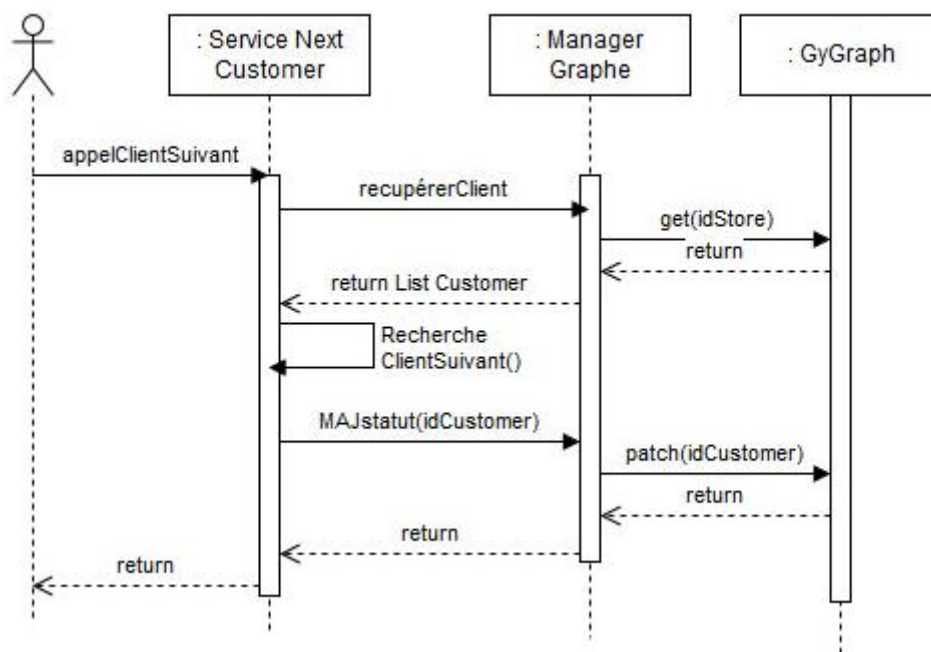 : Service Next
Customer
: Manager
Graphe
: GyGraph
appelClientSuivant
recupérerClient
get(idStore)
return
return List Customer
Recherche
ClientSuivant()
MAJstatut(idCustomer)
patch(idCustomer)
return
return
return